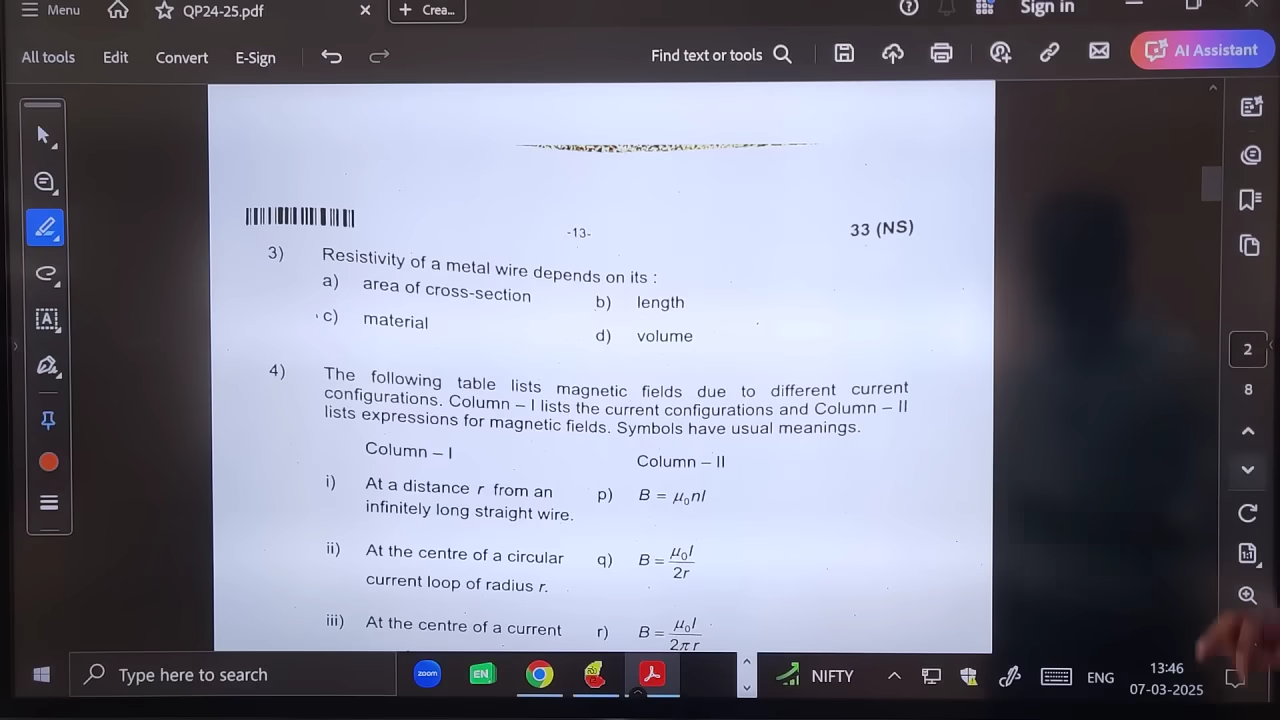 Menu
QP24-25.pdf
+ Crea...
Sign in
All tools
Edit
Convert
E-Sign
Find text or tools
AI Assistant
-13-
33 (NS)
3) Resistivity of a metal wire depends on its :
a) area of cross-section
b) length
c) material
d) volume
4) The following table lists magnetic fields due to different current
configurations. Column – I lists the current configurations and Column – II
lists expressions for magnetic fields. Symbols have usual meanings.
Column – I
Column – II
i) At a distance r from an
infinitely long straight wire.
p) B = μ₀nI
ii) At the centre of a circular
current loop of radius r.
q) B = μ₀I / 2r
iii) At the centre of a current
r) B = μ₀I / 2πr
2
8
1:1
Type here to search
zoom
EN
NIFTY
ENG
13:46
07-03-2025